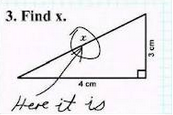 3. Find x.
x
3 cm
4 cm
Here it is